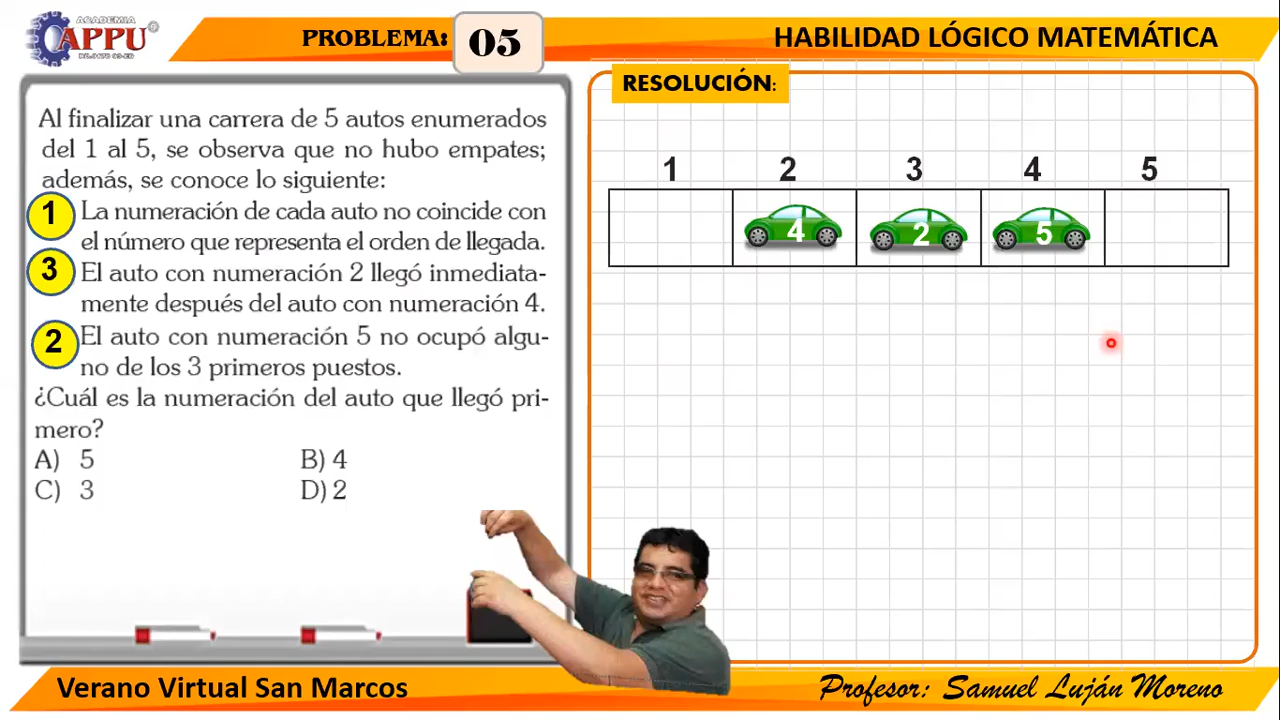 ACADEMIA
APPU
PROBLEMA:
05
HABILIDAD LÓGICO MATEMÁTICA
Al finalizar una carrera de 5 autos enumerados
del 1 al 5, se observa que no hubo empates;
además, se conoce lo siguiente:
1 La numeración de cada auto no coincide con
el número que representa el orden de llegada.
3 El auto con numeración 2 llegó inmediata-
mente después del auto con numeración 4.
2 El auto con numeración 5 no ocupó algu-
no de los 3 primeros puestos.
¿Cuál es la numeración del auto que llegó pri-
mero?
A) 5 B) 4
C) 3 D) 2
RESOLUCIÓN:
1 2 3 4 5
4 2 5
Verano Virtual San Marcos
Profesor: Samuel Luján Moreno